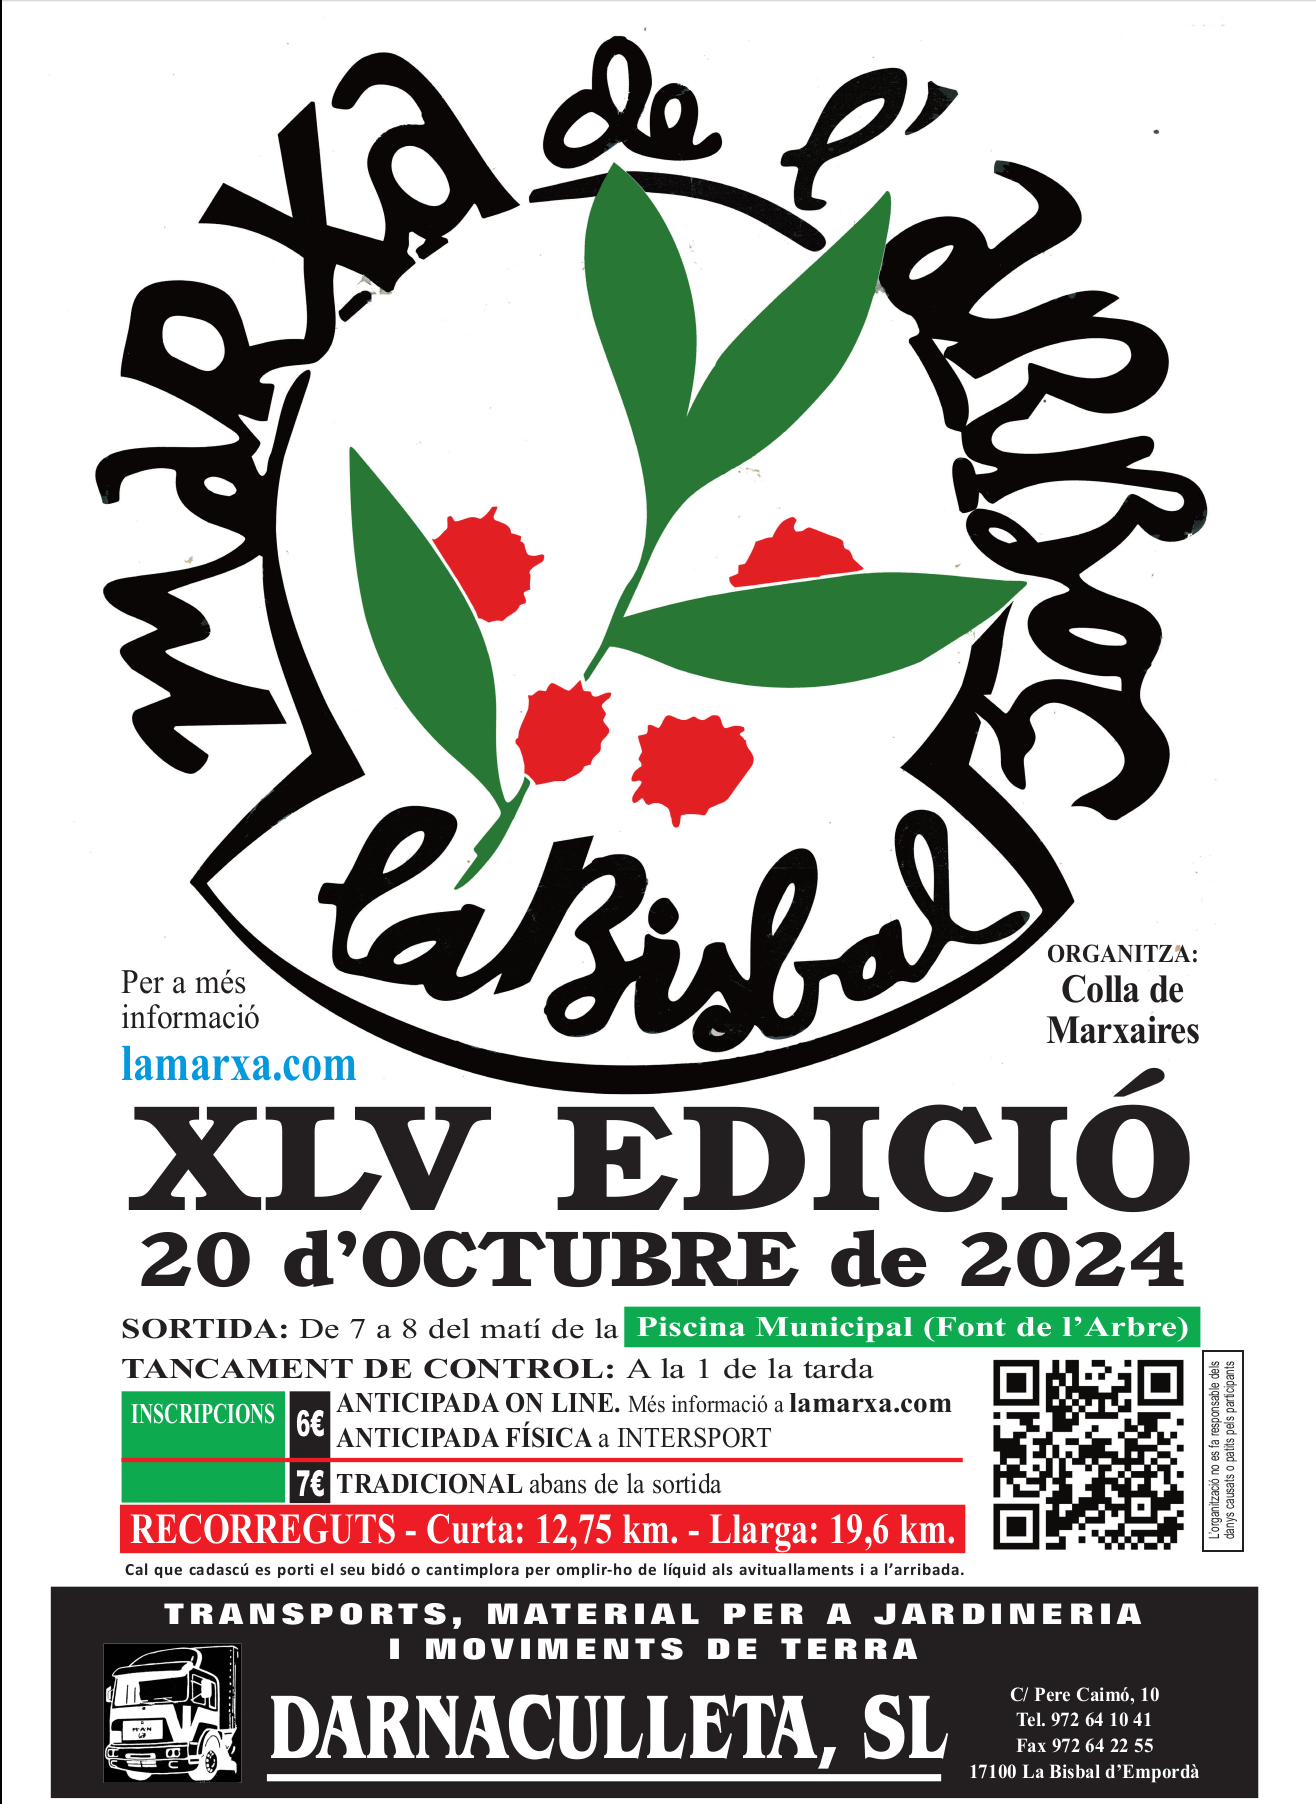 Marxa de l'Arboç
la Bisbal
Per a més
informació
lamarxa.com
ORGANITZA:
Colla de
Marxaires
XLV EDICIÓ
20 d'OCTUBRE de 2024
SORTIDA: De 7 a 8 del matí de la Piscina Municipal (Font de l'Arbre)
TANCAMENT DE CONTROL: A la 1 de la tarda
INSCRIPCIONS
6€
ANTICIPADA ON LINE. Més informació a lamarxa.com
ANTICIPADA FÍSICA a INTERSPORT
7€ TRADICIONAL abans de la sortida
RECORREGUTS - Curta: 12,75 km. - Llarga: 19,6 km.
Cal que cadascú es porti el seu bidó o cantimplora per omplir-ho de líquid als avituallaments i a l'arribada.
L'organització no es fa responsable dels
danys causats o patits pels participants
TRANSPORTS, MATERIAL PER A JARDINERIA
I MOVIMENTS DE TERRA
MAN
DARNACULLETA, SL
C/ Pere Caimó, 10
Tel. 972 64 10 41
Fax 972 64 22 55
17100 La Bisbal d'Empordà